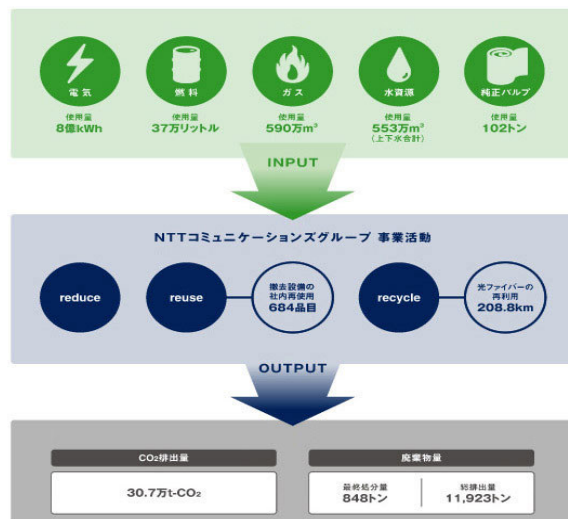 電気
燃料
ガス
水資源
純正パルプ
使用量
8億kWh
使用量
37万リットル
使用量
590万m³
使用量
553万m³
(上下水合計)
使用量
102トン
INPUT
NTTコミュニケーションズグループ 事業活動
reduce
reuse
撤去設備の
社内再使用
684品目
recycle
光ファイバーの
再利用
208.8km
OUTPUT
CO₂排出量
30.7万t-CO₂
廃棄物量
最終処分量
848トン
総排出量
11,923トン